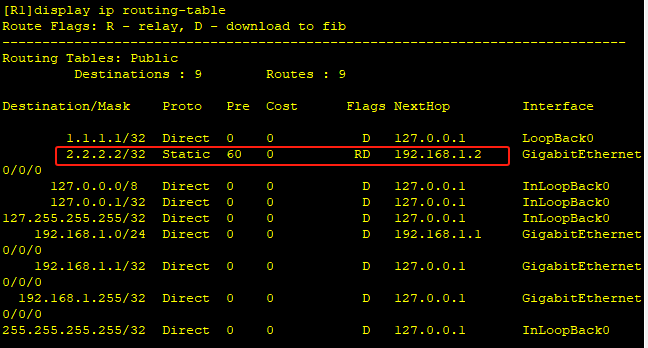 [R1]display ip routing-table
Route Flags: R - relay, D - download to fib
------------------------------------------------------------------------------
Routing Tables: Public
         Destinations : 9        Routes : 9

Destination/Mask    Proto   Pre  Cost      Flags NextHop         Interface

        1.1.1.1/32  Direct  0    0           D   127.0.0.1       LoopBack0
        2.2.2.2/32  Static  60   0          RD   192.168.1.2     GigabitEthernet
0/0/0
      127.0.0.0/8   Direct  0    0           D   127.0.0.1       InLoopBack0
      127.0.0.1/32  Direct  0    0           D   127.0.0.1       InLoopBack0
127.255.255.255/32  Direct  0    0           D   127.0.0.1       InLoopBack0
    192.168.1.0/24  Direct  0    0           D   192.168.1.1     GigabitEthernet
0/0/0
    192.168.1.1/32  Direct  0    0           D   127.0.0.1       GigabitEthernet
0/0/0
  192.168.1.255/32  Direct  0    0           D   127.0.0.1       GigabitEthernet
0/0/0
255.255.255.255/32  Direct  0    0           D   127.0.0.1       InLoopBack0